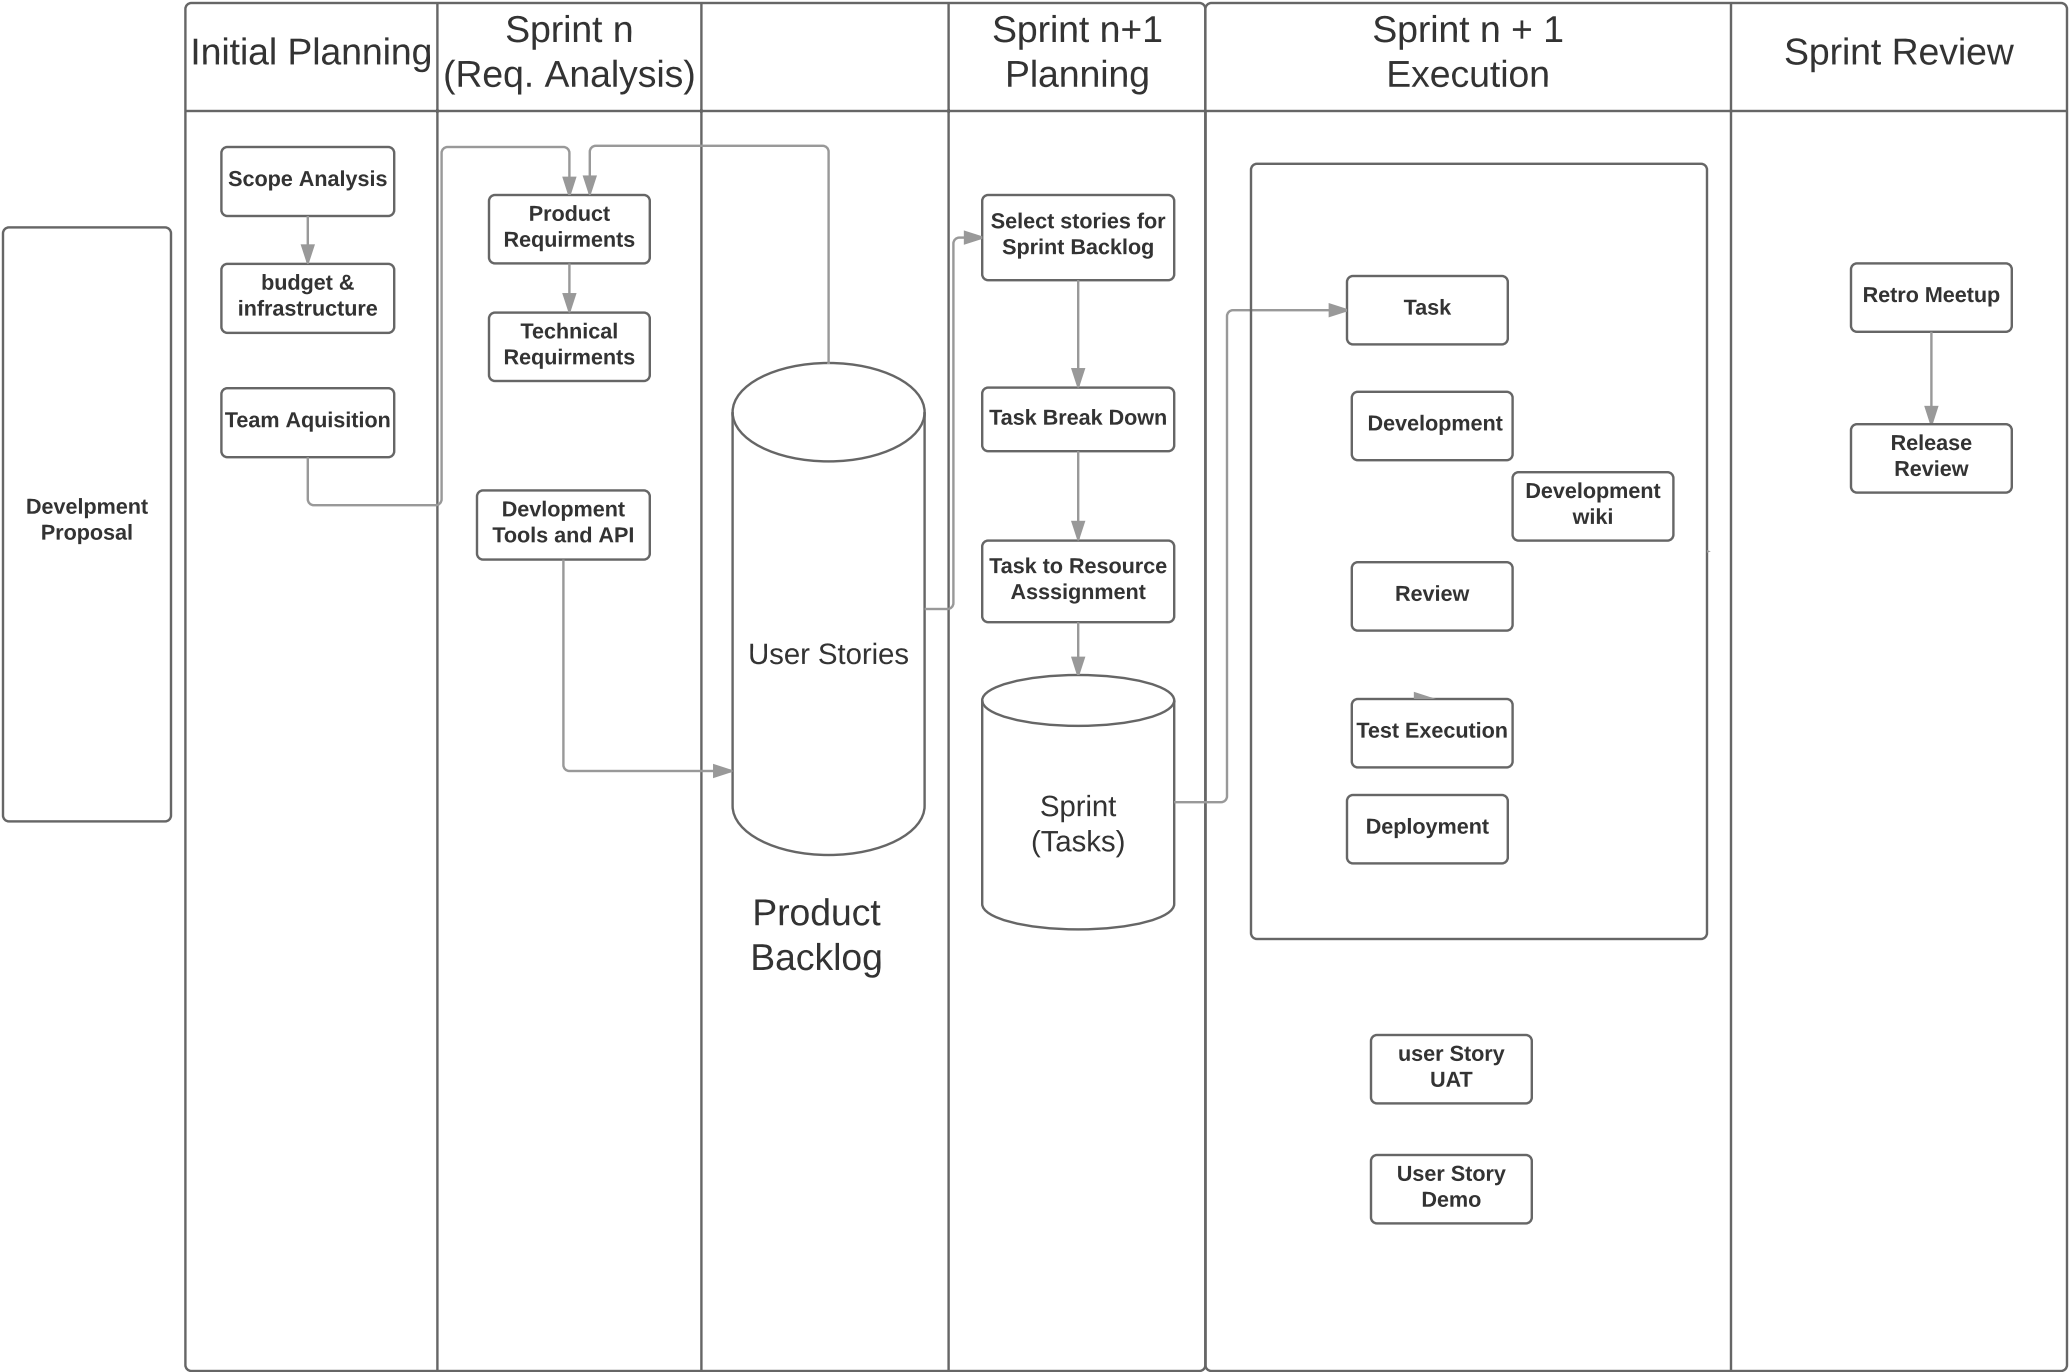 Initial Planning
Sprint n
(Req. Analysis)
Sprint n+1
Planning
Sprint n + 1
Execution
Sprint Review
Develpment
Proposal
Scope Analysis
budget &
infrastructure
Team Aquisition
Product
Requirments
Technical
Requirments
Devlopment
Tools and API
User Stories
Product
Backlog
Select stories for
Sprint Backlog
Task Break Down
Task to Resource
Asssignment
Sprint
(Tasks)
Task
Development
Development
wiki
Review
Test Execution
Deployment
user Story
UAT
User Story
Demo
Retro Meetup
Release
Review